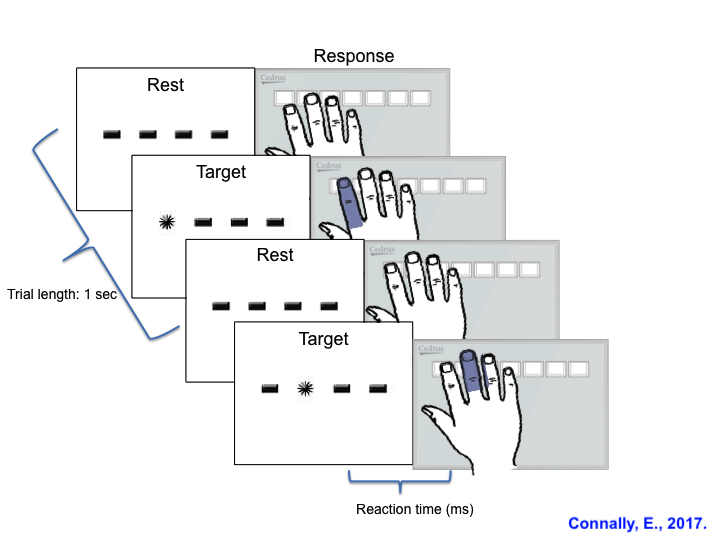 Response
Rest
Cedrus
Target
Cedrus
Rest
Cedrus
Trial length: 1 sec
Target
Cedrus
Reaction time (ms)
Connally, E., 2017.